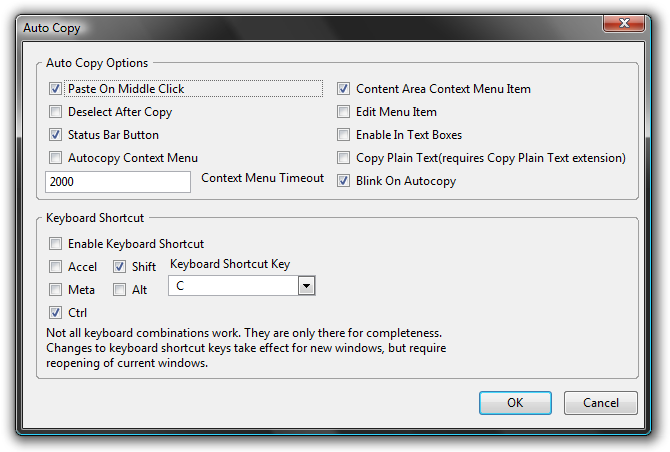 Auto Copy
Auto Copy Options
Paste On Middle Click
Content Area Context Menu Item
Deselect After Copy
Edit Menu Item
Status Bar Button
Enable In Text Boxes
Autocopy Context Menu
Copy Plain Text(requires Copy Plain Text extension)
2000
Context Menu Timeout
Blink On Autocopy
Keyboard Shortcut
Enable Keyboard Shortcut
Accel
Shift
Keyboard Shortcut Key
Meta
Alt
C
Ctrl
Not all keyboard combinations work. They are only there for completeness.
Changes to keyboard shortcut keys take effect for new windows, but require
reopening of current windows.
OK
Cancel